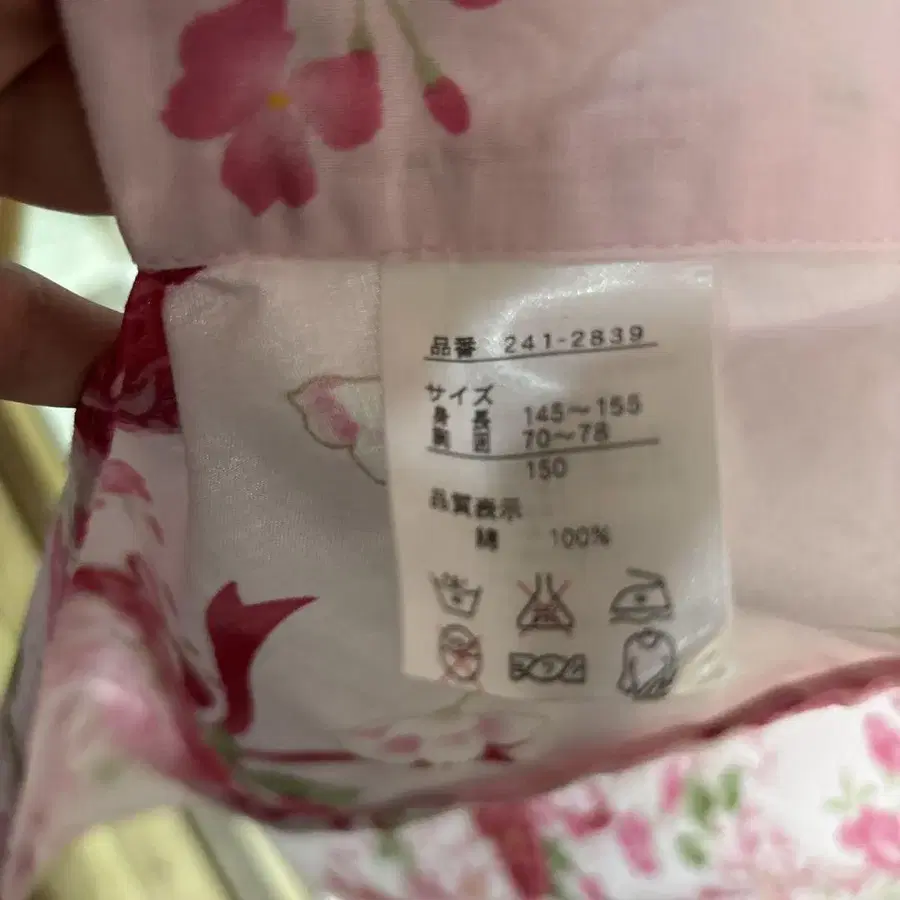 品番 241-2839
サイズ
身長 145～155
胸囲 70～78
150
品質表示
綿 100%